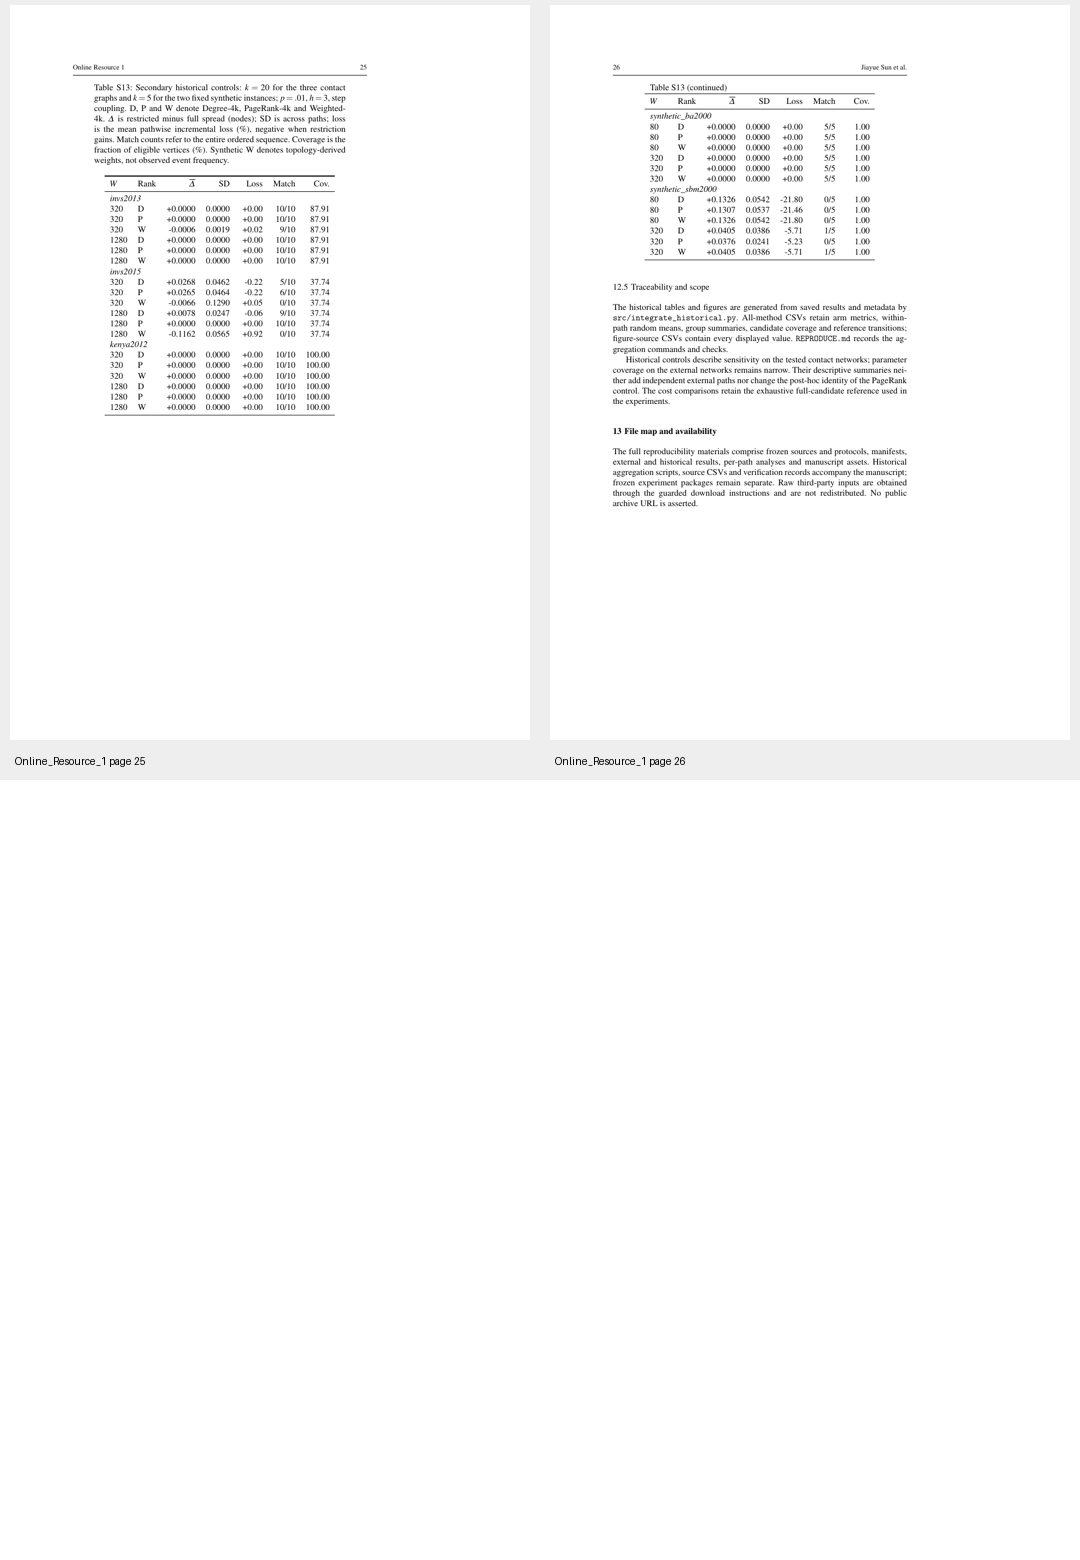 Online Resource 1 25
Table S13: Secondary historical controls: k = 20 for the three contact
graphs and k = 5 for the two fixed synthetic instances; p = .01, h = 3, step
coupling. D, P and W denote Degree-4k, PageRank-4k and Weighted-
4k. Δ is restricted minus full spread (nodes); SD is across paths; loss
is the mean pathwise incremental loss (%), negative when restriction
gains. Match counts refer to the entire ordered sequence. Coverage is the
fraction of eligible vertices (%). Synthetic W denotes topology-derived
weights, not observed event frequency.
W Rank Δ̅ SD Loss Match Cov.
invs2013
320 D +0.0000 0.0000 +0.00 10/10 87.91
320 P +0.0000 0.0000 +0.00 10/10 87.91
320 W -0.0006 0.0019 +0.02 9/10 87.91
1280 D +0.0000 0.0000 +0.00 10/10 87.91
1280 P +0.0000 0.0000 +0.00 10/10 87.91
1280 W +0.0000 0.0000 +0.00 10/10 87.91
invs2015
320 D +0.0268 0.0462 -0.22 5/10 37.74
320 P +0.0265 0.0464 -0.22 6/10 37.74
320 W -0.0066 0.1290 +0.05 0/10 37.74
1280 D +0.0078 0.0247 -0.06 9/10 37.74
1280 P +0.0000 0.0000 +0.00 10/10 37.74
1280 W -0.1162 0.0565 +0.92 0/10 37.74
kenya2012
320 D +0.0000 0.0000 +0.00 10/10 100.00
320 P +0.0000 0.0000 +0.00 10/10 100.00
320 W +0.0000 0.0000 +0.00 10/10 100.00
1280 D +0.0000 0.0000 +0.00 10/10 100.00
1280 P +0.0000 0.0000 +0.00 10/10 100.00
1280 W +0.0000 0.0000 +0.00 10/10 100.00
Online_Resource_1 page 25
26 Jiayue Sun et al.
Table S13 (continued)
W Rank Δ̅ SD Loss Match Cov.
synthetic_ba2000
80 D +0.0000 0.0000 +0.00 5/5 1.00
80 P +0.0000 0.0000 +0.00 5/5 1.00
80 W +0.0000 0.0000 +0.00 5/5 1.00
320 D +0.0000 0.0000 +0.00 5/5 1.00
320 P +0.0000 0.0000 +0.00 5/5 1.00
320 W +0.0000 0.0000 +0.00 5/5 1.00
synthetic_sbm2000
80 D +0.1326 0.0542 -21.80 0/5 1.00
80 P +0.1307 0.0537 -21.46 0/5 1.00
80 W +0.1326 0.0542 -21.80 0/5 1.00
320 D +0.0405 0.0386 -5.71 1/5 1.00
320 P +0.0376 0.0241 -5.23 0/5 1.00
320 W +0.0405 0.0386 -5.71 1/5 1.00
12.5 Traceability and scope
The historical tables and figures are generated from saved results and metadata by
src/integrate_historical.py. All-method CSVs retain arm metrics, within-
path random means, group summaries, candidate coverage and reference transitions;
figure-source CSVs contain every displayed value. REPRODUCE.md records the ag-
gregation commands and checks.
Historical controls describe sensitivity on the tested contact networks; parameter
coverage on the external networks remains narrow. Their descriptive summaries nei-
ther add independent external paths nor change the post-hoc identity of the PageRank
control. The cost comparisons retain the exhaustive full-candidate reference used in
the experiments.
13 File map and availability
The full reproducibility materials comprise frozen sources and protocols, manifests,
external and historical results, per-path analyses and manuscript assets. Historical
aggregation scripts, source CSVs and verification records accompany the manuscript;
frozen experiment packages remain separate. Raw third-party inputs are obtained
through the guarded download instructions and are not redistributed. No public
archive URL is asserted.
Online_Resource_1 page 26